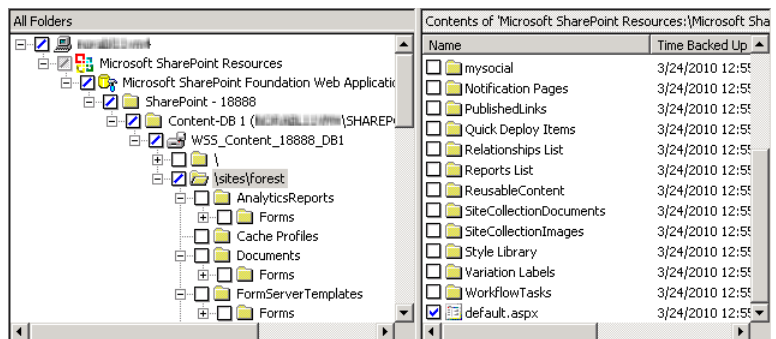 All Folders
Microsoft SharePoint Resources
Microsoft SharePoint Foundation Web Applicatio
SharePoint - 18888
Content-DB 1 ( \SHAREP
WSS_Content_18888_DB1
\
\sites\forest
AnalyticsReports
Forms
Cache Profiles
Documents
Forms
FormServerTemplates
Forms
Contents of 'Microsoft SharePoint Resources:\Microsoft Sha
Name Time Backed Up
mysocial 3/24/2010 12:55
Notification Pages 3/24/2010 12:55
PublishedLinks 3/24/2010 12:55
Quick Deploy Items 3/24/2010 12:55
Relationships List 3/24/2010 12:55
Reports List 3/24/2010 12:55
ReusableContent 3/24/2010 12:55
SiteCollectionDocuments 3/24/2010 12:55
SiteCollectionImages 3/24/2010 12:55
Style Library 3/24/2010 12:55
Variation Labels 3/24/2010 12:55
WorkflowTasks 3/24/2010 12:55
default.aspx 3/24/2010 12:55